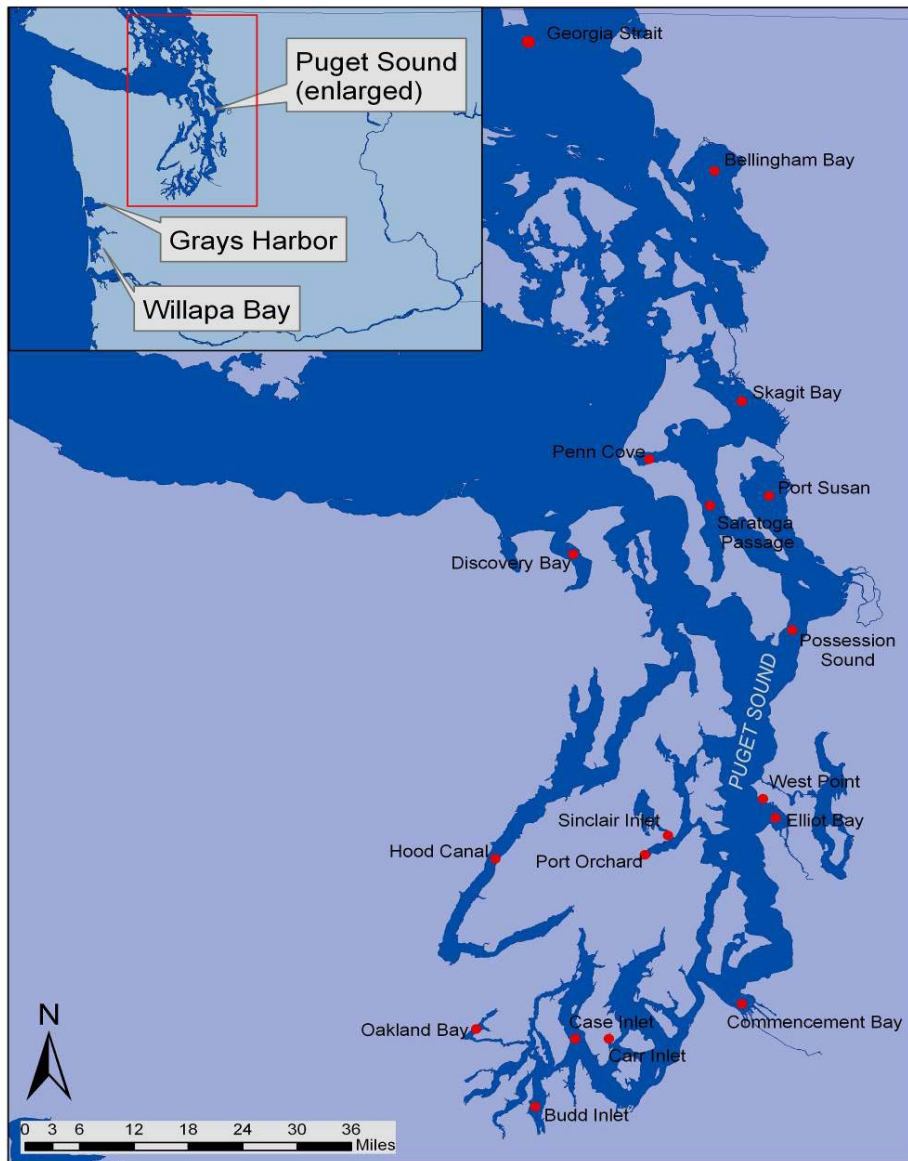 Puget Sound
(enlarged)
Grays Harbor
Willapa Bay
Georgia Strait
Bellingham Bay
Skagit Bay
Penn Cove
Port Susan
Saratoga
Passage
Discovery Bay
Possession
Sound
PUGET SOUND
West Point
Sinclair Inlet
Elliot Bay
Hood Canal
Port Orchard
Oakland Bay
Case Inlet
Commencement Bay
Carr Inlet
Budd Inlet
N
0 3 6 12 18 24 30 36
Miles